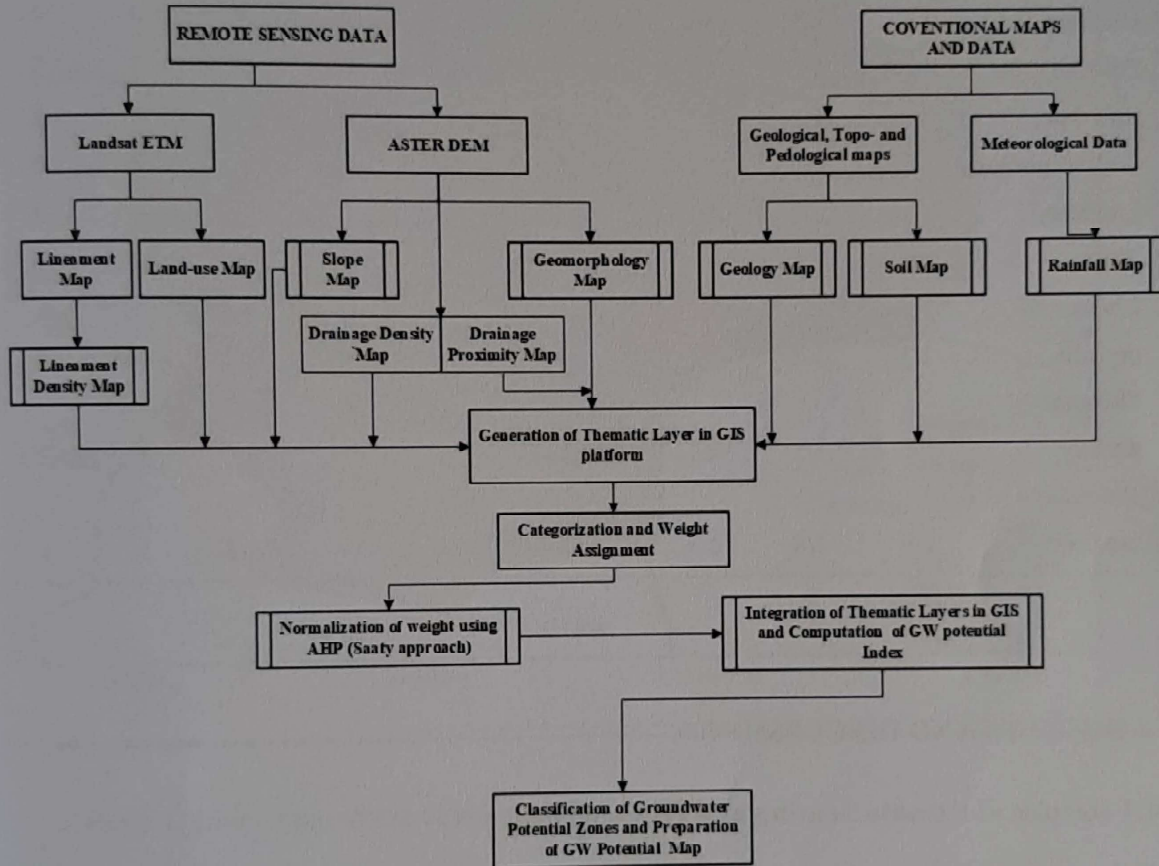 REMOTE SENSING DATA
COVENTIONAL MAPS
AND DATA
Landsat ETM
ASTER DEM
Geological, Topo- and
Pedological maps
Meteorological Data
Lineament
Map
Land-use Map
Slope
Map
Geomorphology
Map
Geology Map
Soil Map
Rainfall Map
Drainage Density
Map
Drainage
Proximity Map
Lineament
Density Map
Generation of Thematic Layer in GIS
platform
Categorization and Weight
Assignment
Normalization of weight using
AHP (Saaty approach)
Integration of Thematic Layers in GIS
and Computation of GW potential
Index
Classification of Groundwater
Potential Zones and Preparation
of GW Potential Map